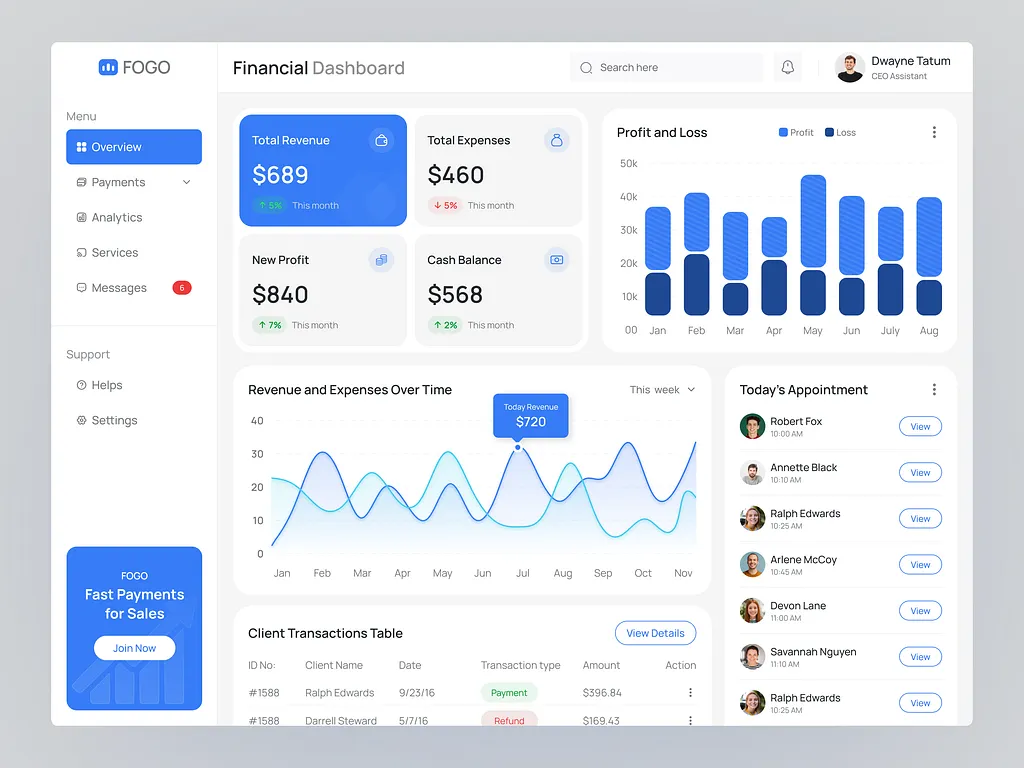 FOGO
Menu
Overview
Payments
Analytics
Services
Messages
6
Support
Helps
Settings
FOGO
Fast Payments
for Sales
Join Now
Financial Dashboard
Search here
Dwayne Tatum
CEO Assistant
Total Revenue
$689
5% This month
Total Expenses
$460
5% This month
New Profit
$840
7% This month
Cash Balance
$568
2% This month
Profit and Loss
Profit Loss
50k
40k
30k
20k
10k
00 Jan Feb Mar Apr May Jun July Aug
Revenue and Expenses Over Time
This week
Today Revenue
$720
40
30
20
10
0
Jan Feb Mar Apr May Jun Jul Aug Sep Oct Nov
Today's Appointment
Robert Fox
10:00 AM
View
Annette Black
10:10 AM
View
Ralph Edwards
10:25 AM
View
Arlene McCoy
10:45 AM
View
Devon Lane
11:00 AM
View
Savannah Nguyen
11:10 AM
View
Ralph Edwards
10:25 AM
View
Client Transactions Table
View Details
ID No: Client Name Date Transaction type Amount Action
#1588 Ralph Edwards 9/23/16 Payment $396.84
#1588 Darrell Steward 5/7/16 Refund $169.43